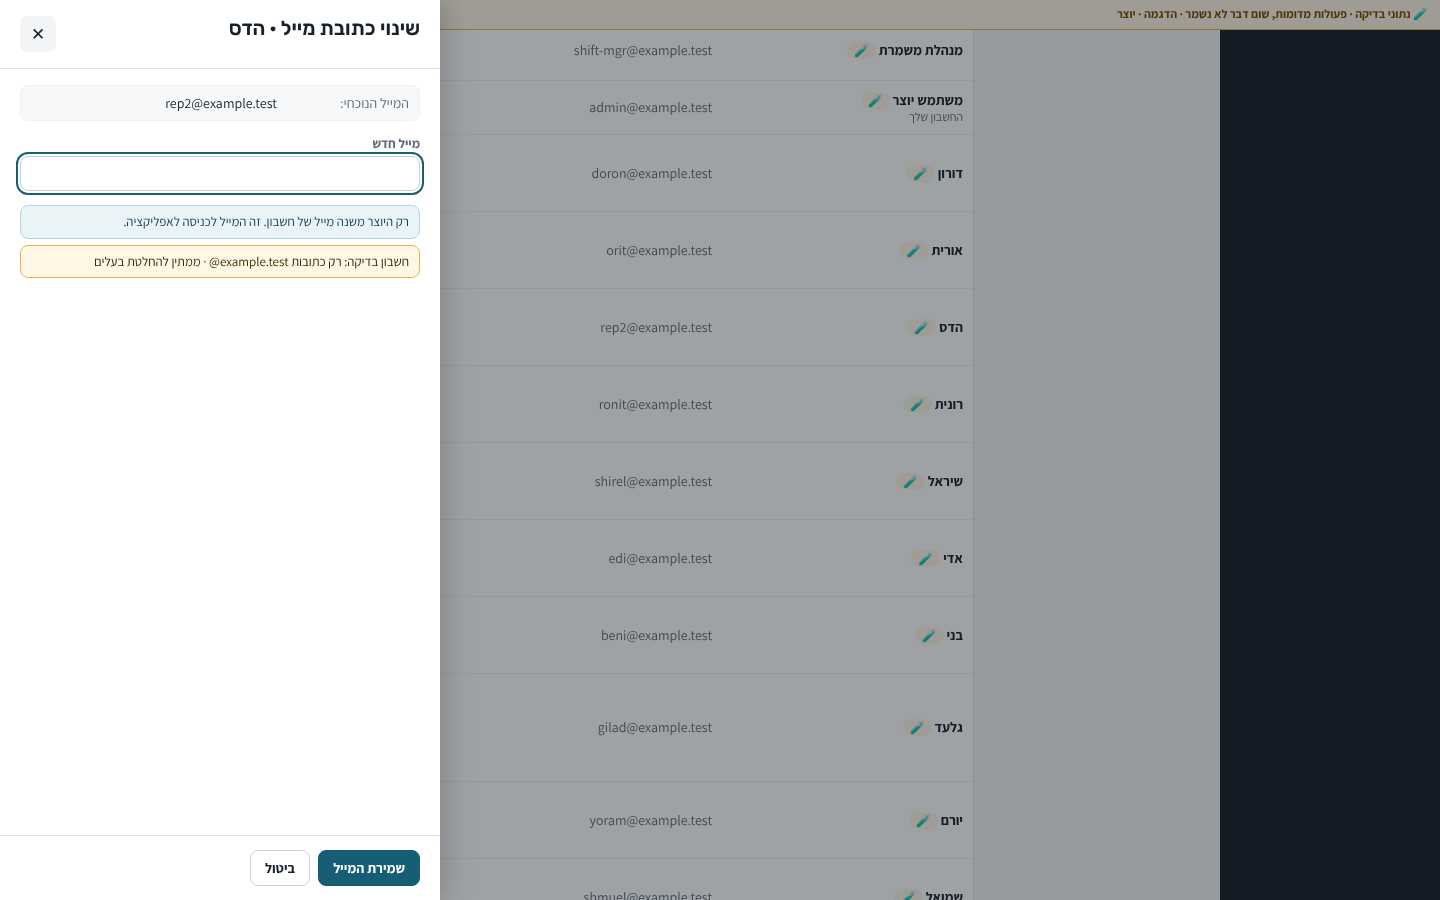 נתוני בדיקה · פעולות מדומות, שום דבר לא נשמר · הדגמה · יוצר
שינוי כתובת מייל • הדס
✕
המייל הנוכחי: rep2@example.test
מייל חדש
רק היוצר משנה מייל של חשבון. זה המייל לכניסה לאפליקציה.
חשבון בדיקה: רק כתובות @example.test · ממתין להחלטת בעלים
שמירת המייל
ביטול
מנהלת משמרת shift-mgr@example.test
משתמש יוצר admin@example.test
החשבון שלך
דורון doron@example.test
אורית orit@example.test
הדס rep2@example.test
רונית ronit@example.test
שיראל shirel@example.test
אדי edi@example.test
בני beni@example.test
גלעד gilad@example.test
יורם yoram@example.test
שמואל shmuel@example.test